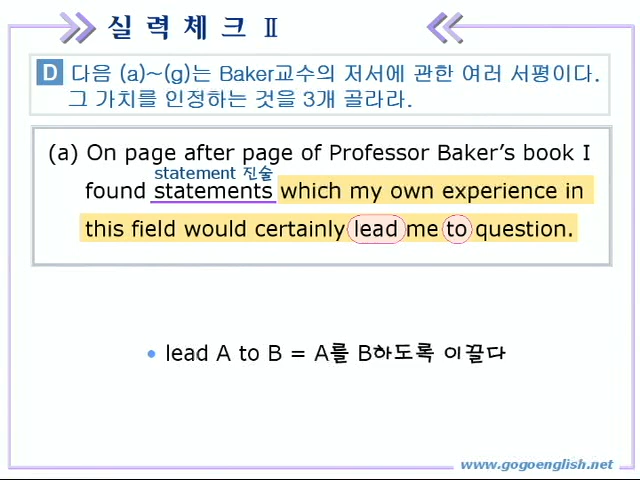 실 력 체 크 Ⅱ
D 다음 (a)~(g)는 Baker교수의 저서에 관한 여러 서평이다.
그 가치를 인정하는 것을 3개 골라라.
(a) On page after page of Professor Baker’s book I
statement 진술
found statements which my own experience in
this field would certainly lead me to question.
• lead A to B = A를 B하도록 이끌다
www.gogoenglish.net